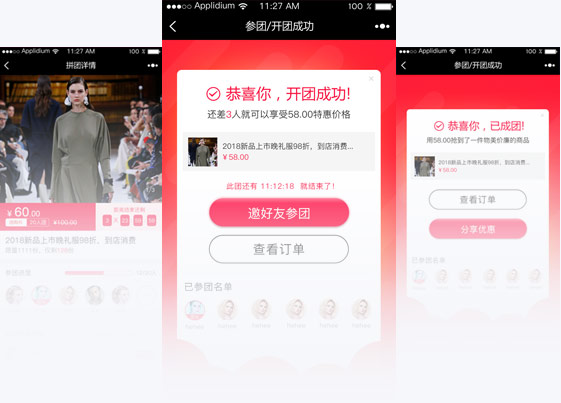 Applidium 11:27 AM 100 %
拼团详情
¥ 60.00
¥100.00
2018新品上市晚礼服98折，到店消费
Applidium 11:27 AM 100 %
参团/开团成功
恭喜你，开团成功!
还差3人就可以享受58.00特惠价格
2018新品上市晚礼服98折，到店消费...
¥ 58.00
此团还有 11:12:18 就结束了!
邀好友参团
查看订单
已参团名单
Applidium 11:27 AM 100 %
参团/开团成功
恭喜你，已成团!
用58.00抢到了一件物美价廉的商品
2018新品上市晚礼服98折，到店消费...
¥ 58.00
查看订单
分享优惠
已参团名单